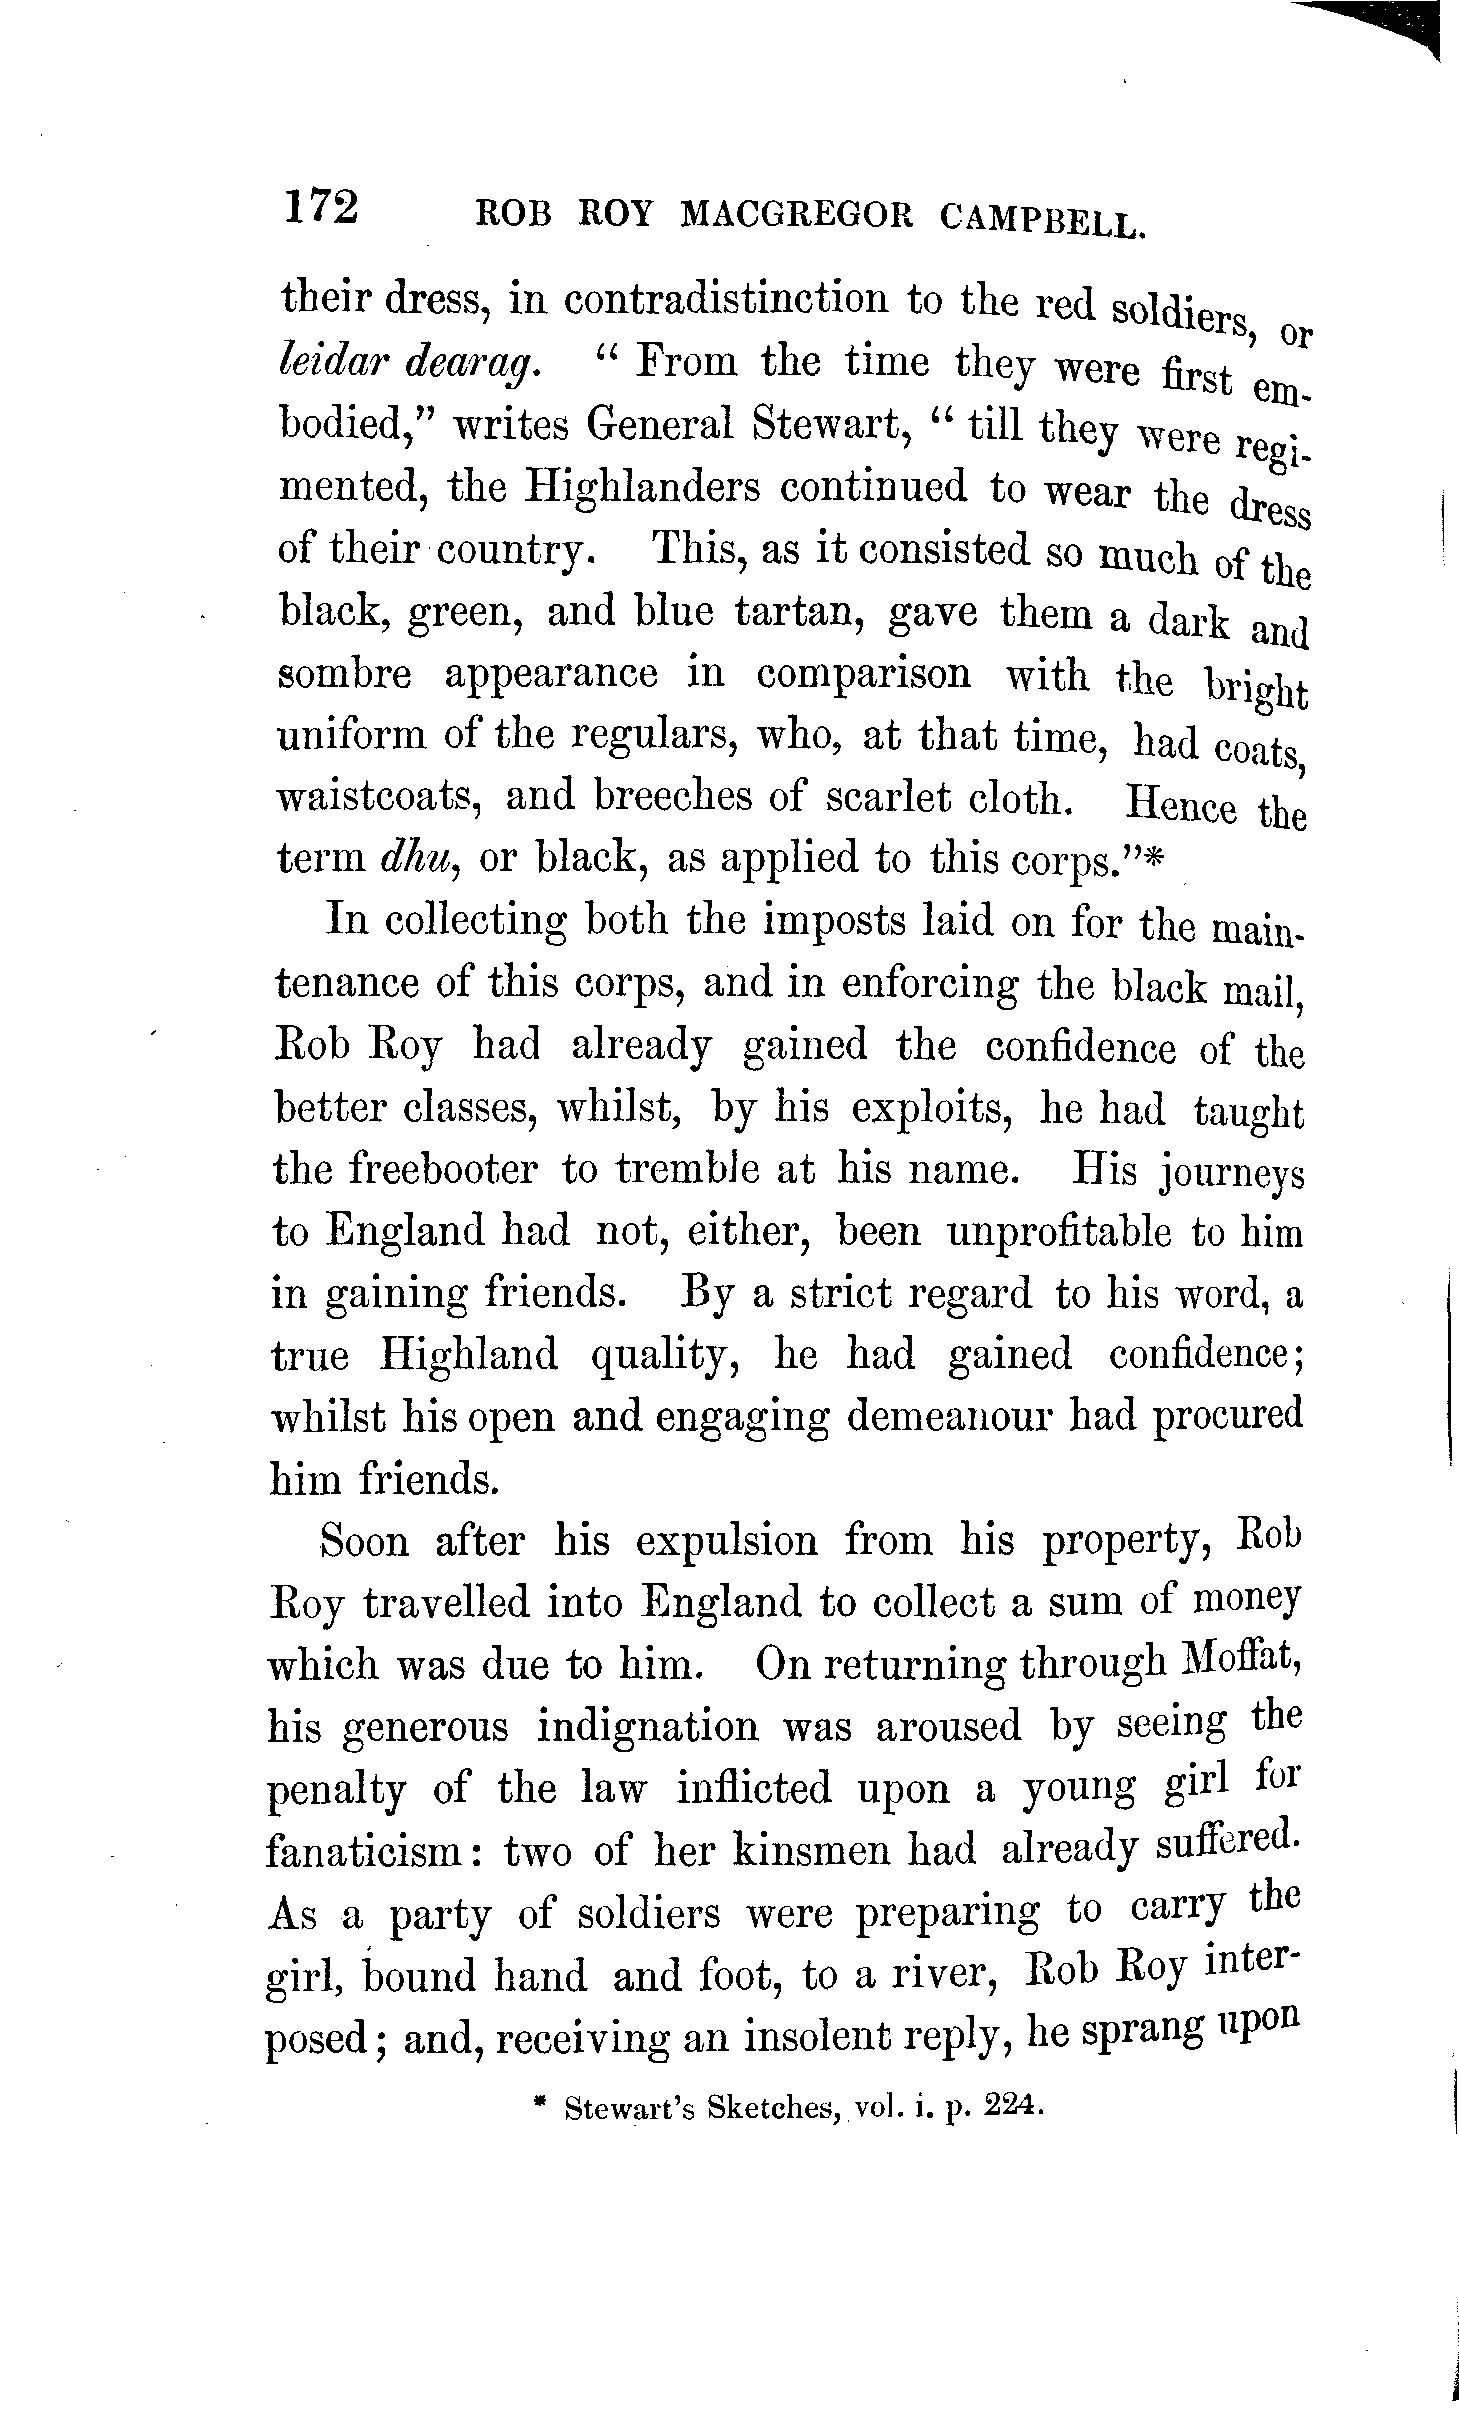 172 ROB ROY MACGREGOR CAMPBELL.
their dress, in contradistinction to the red soldiers, or
leidar dearag. “ From the time they were first em-
bodied,” writes General Stewart, “ till they were regi-
mented, the Highlanders continued to wear the dress
of their country. This, as it consisted so much of the
black, green, and blue tartan, gave them a dark and
sombre appearance in comparison with the bright
uniform of the regulars, who, at that time, had coats,
waistcoats, and breeches of scarlet cloth. Hence the
term dhu, or black, as applied to this corps.”*
In collecting both the imposts laid on for the main-
tenance of this corps, and in enforcing the black mail,
Rob Roy had already gained the confidence of the
better classes, whilst, by his exploits, he had taught
the freebooter to tremble at his name. His journeys
to England had not, either, been unprofitable to him
in gaining friends. By a strict regard to his word, a
true Highland quality, he had gained confidence;
whilst his open and engaging demeanour had procured
him friends.
Soon after his expulsion from his property, Rob
Roy travelled into England to collect a sum of money
which was due to him. On returning through Moffat,
his generous indignation was aroused by seeing the
penalty of the law inflicted upon a young girl for
fanaticism: two of her kinsmen had already suffered.
As a party of soldiers were preparing to carry the
girl, bound hand and foot, to a river, Rob Roy inter-
posed; and, receiving an insolent reply, he sprang upon
* Stewart’s Sketches, vol. i. p. 224.